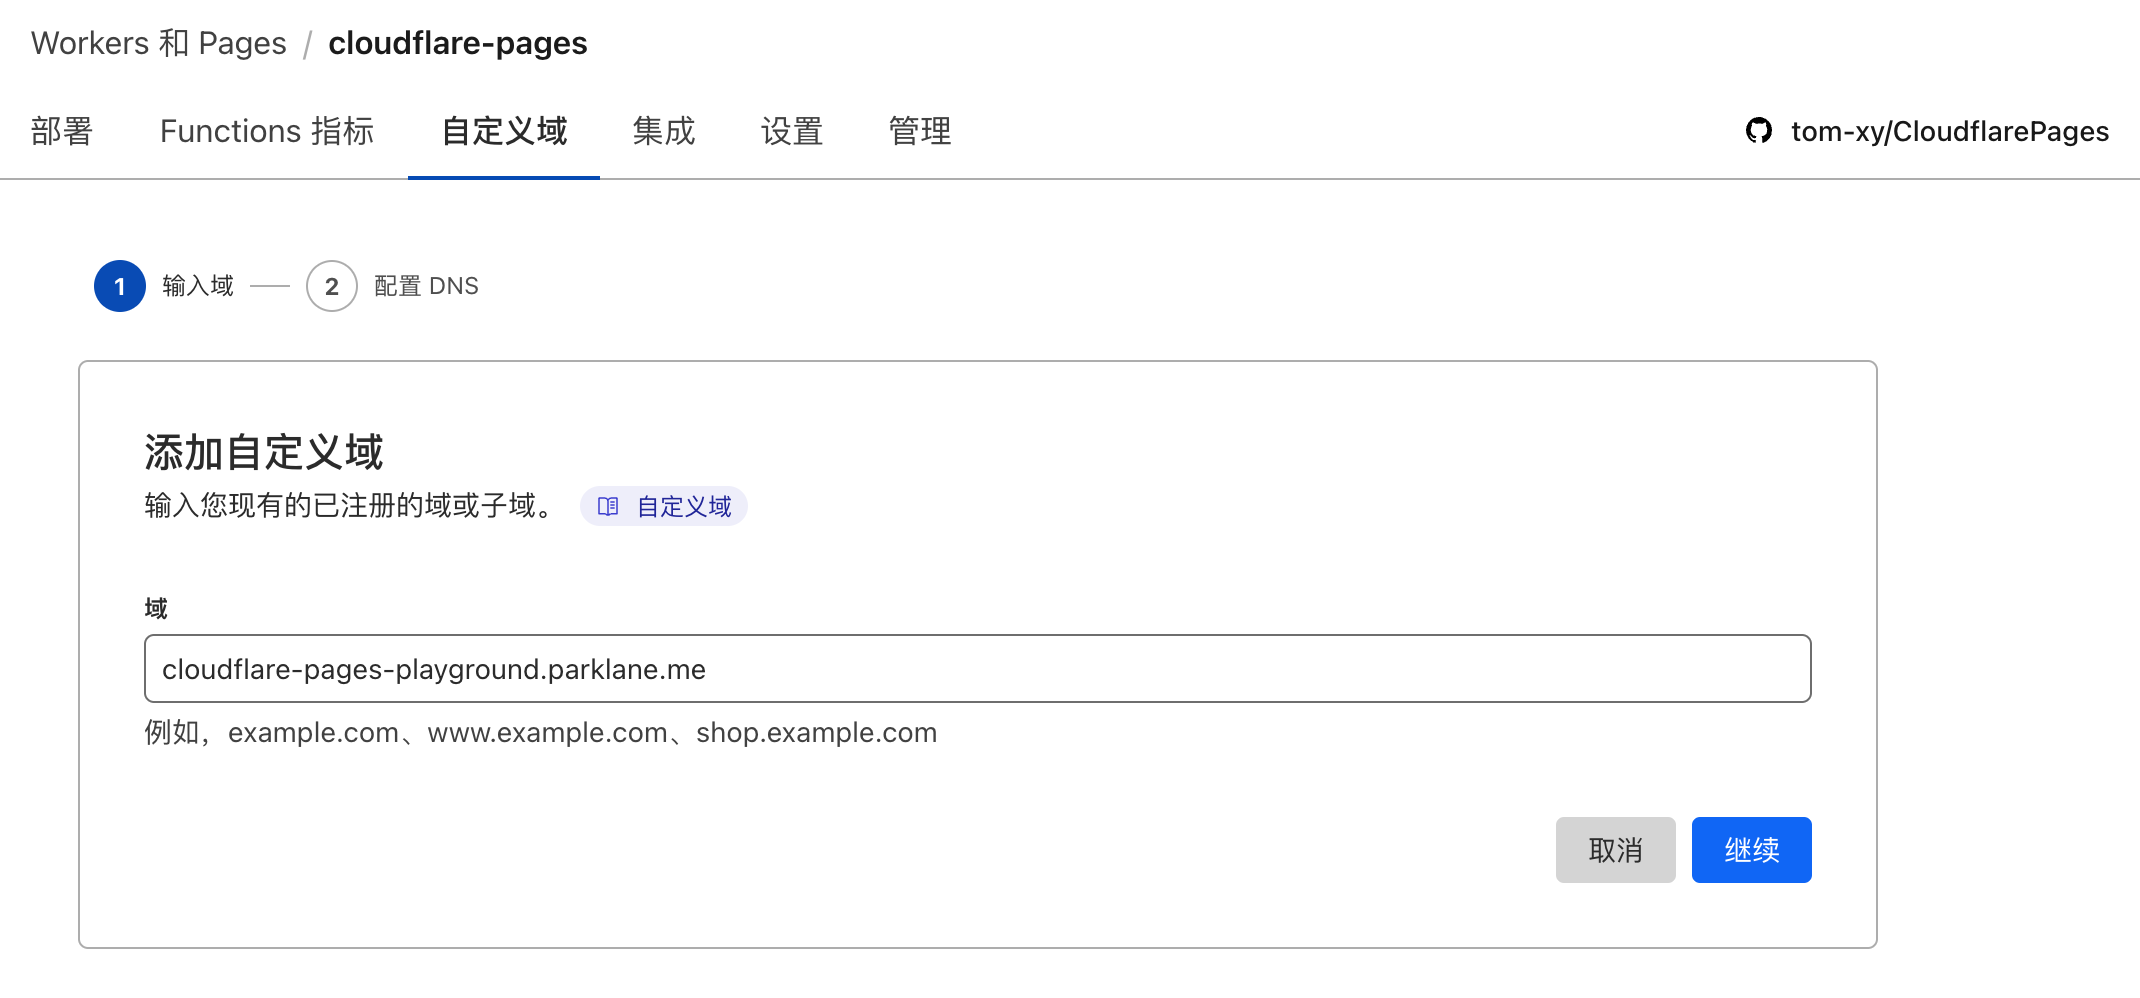 Workers 和 Pages / cloudflare-pages
部署 Functions 指标 自定义域 集成 设置 管理 tom-xy/CloudflarePages
1 输入域 2 配置 DNS
添加自定义域
输入您现有的已注册的域或子域。 自定义域
域
cloudflare-pages-playground.parklane.me
例如，example.com、www.example.com、shop.example.com
取消 继续